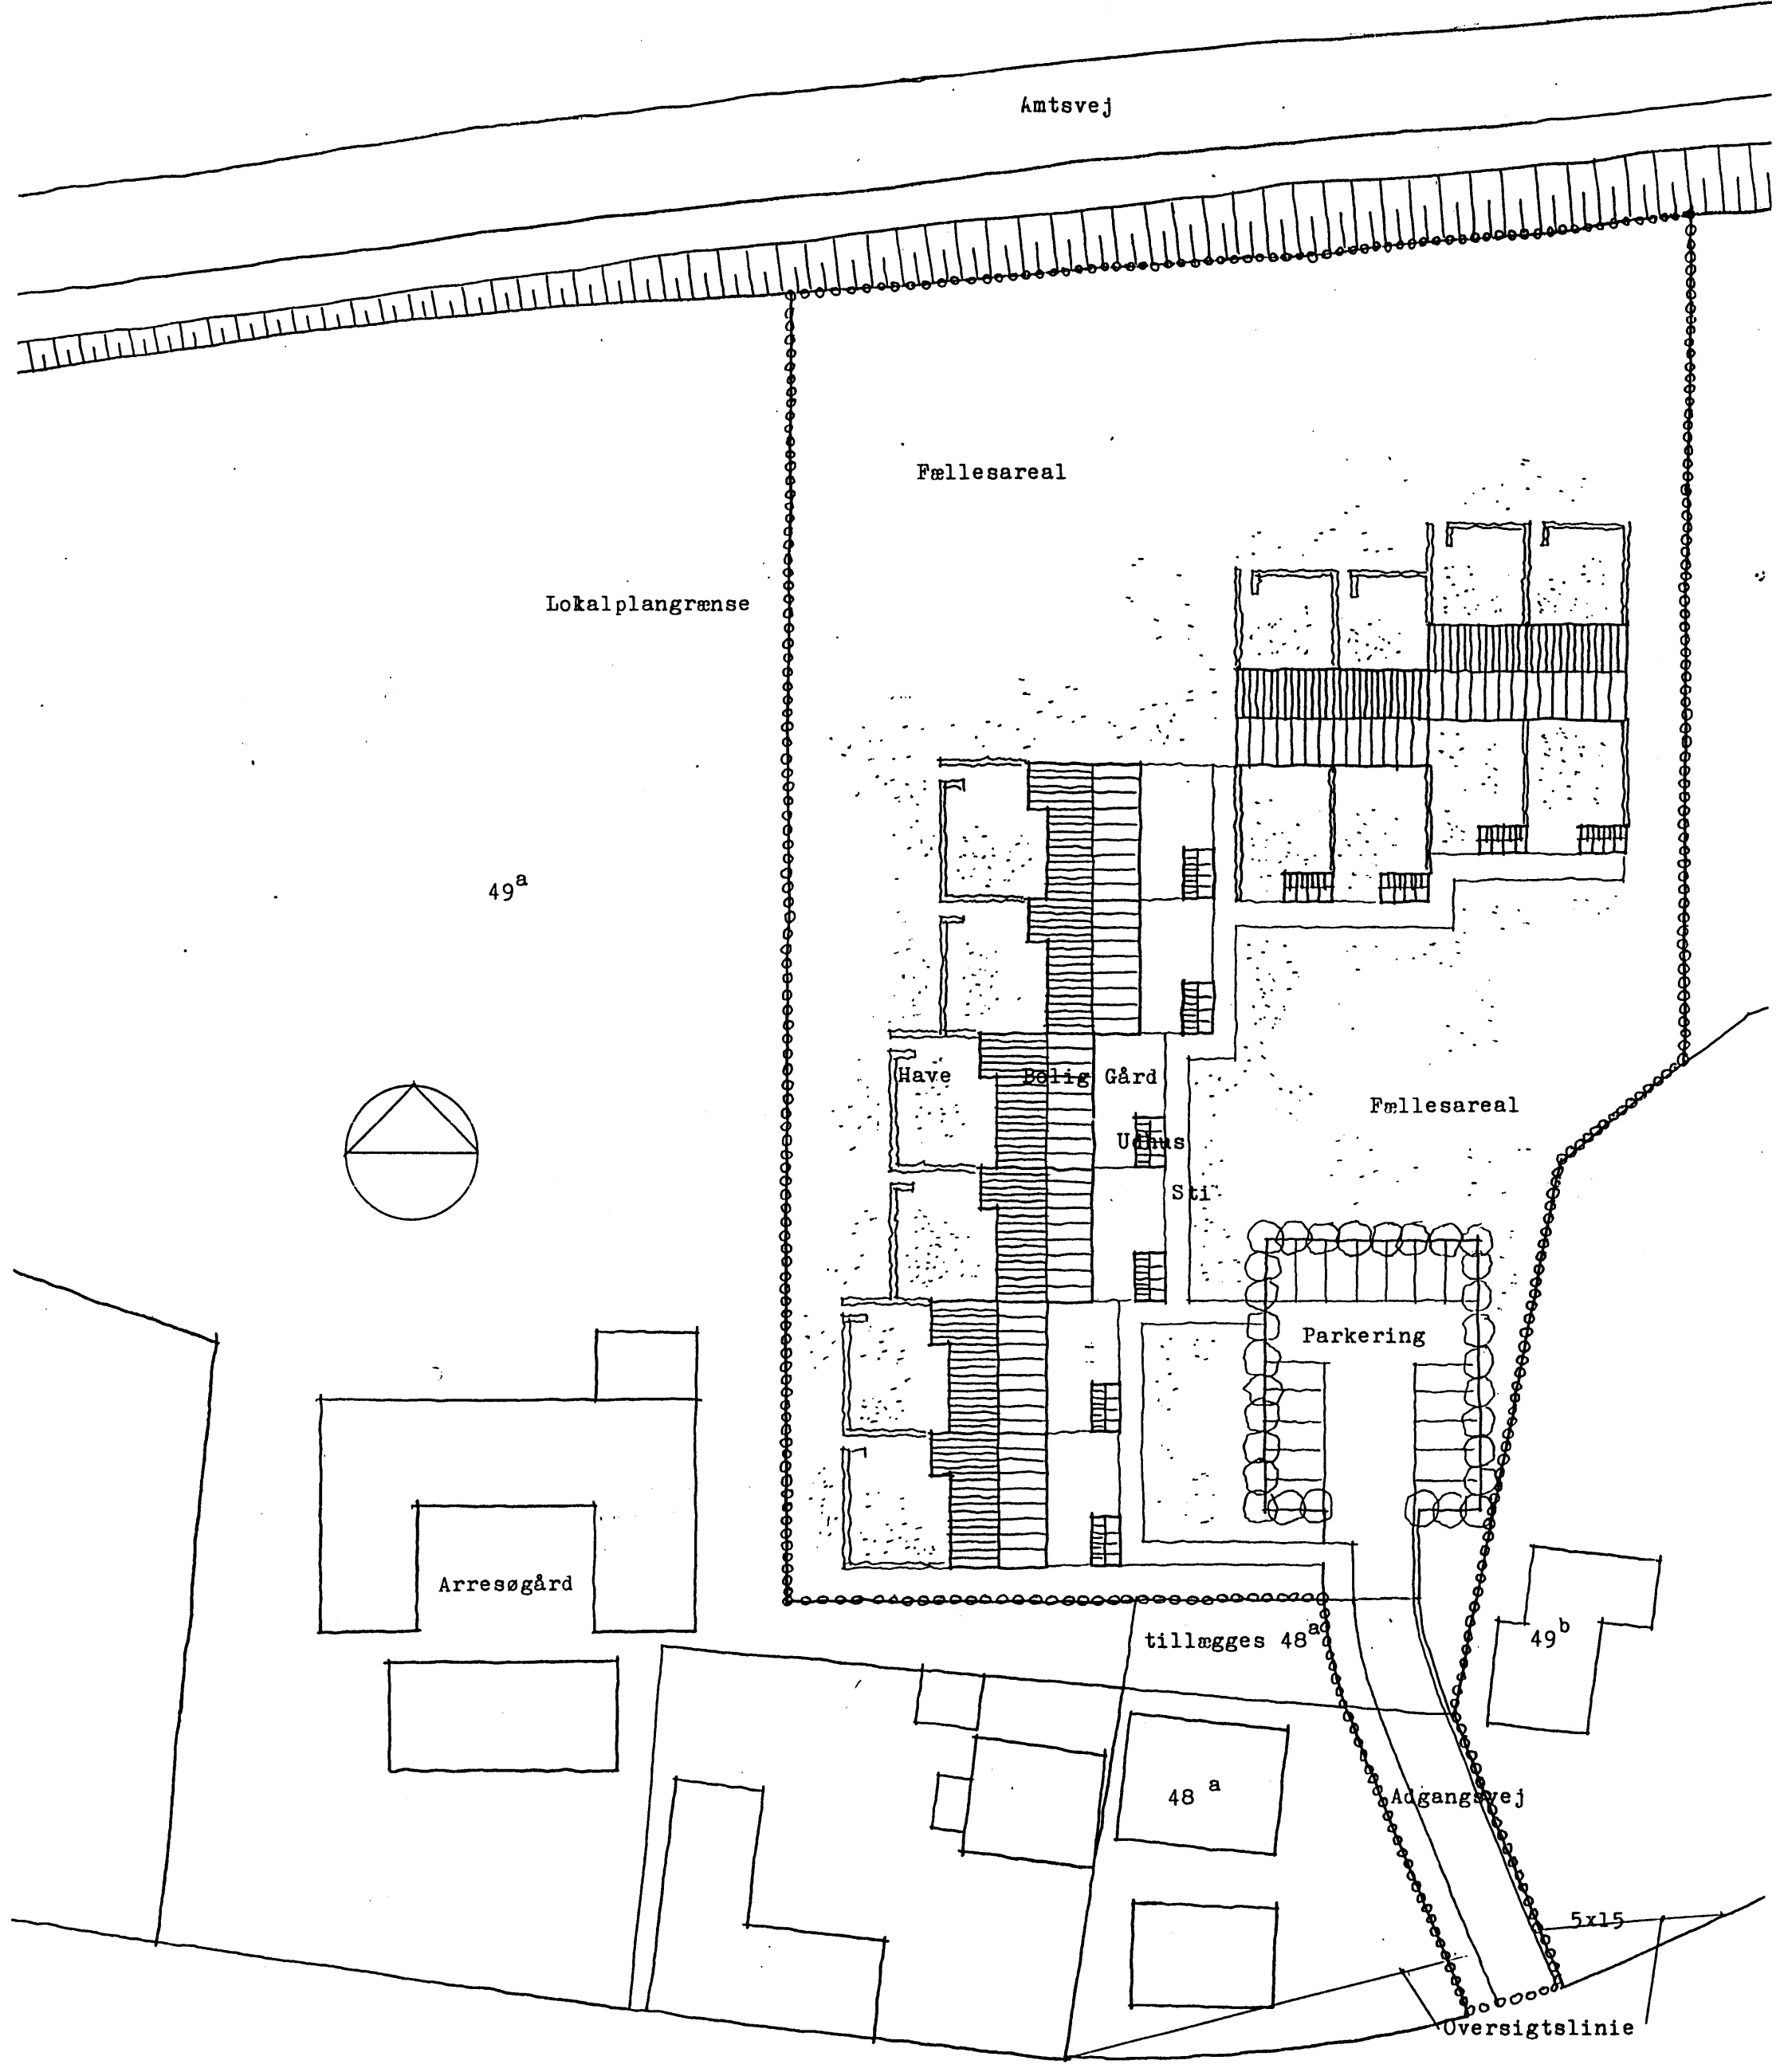 Amtsvej
Fællesareal
Lokalplangrænse
49a
Have
Bolig
Gård
Fællesareal
Udhus
Sti
Parkering
Arresøgård
tillægges 48a
49b
48 a
Adgangsvej
5x15
Oversigtslinie